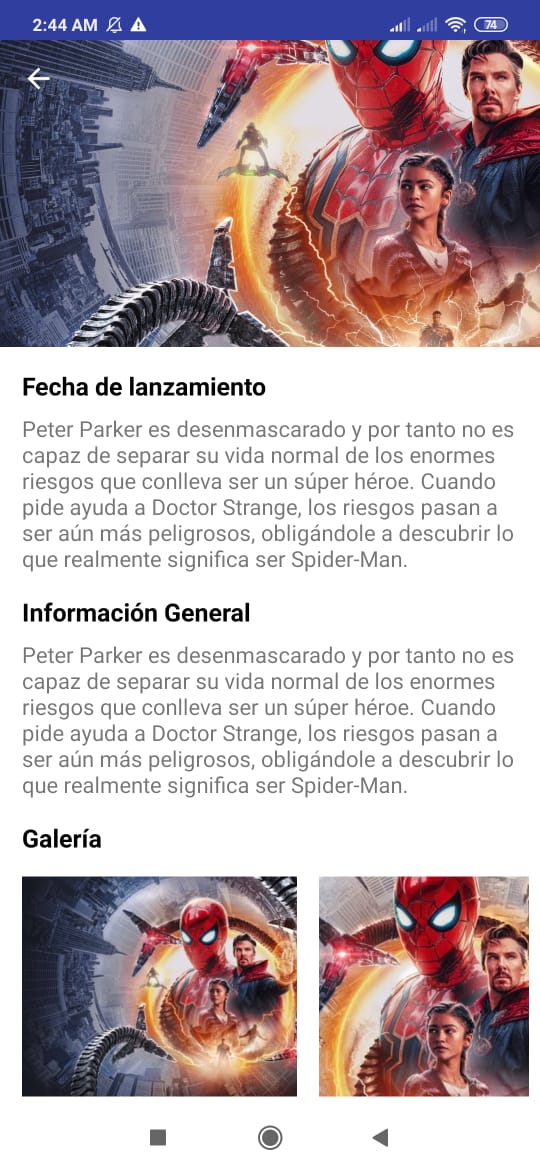 2:44 AM
74
Fecha de lanzamiento
Peter Parker es desenmascarado y por tanto no es
capaz de separar su vida normal de los enormes
riesgos que conlleva ser un súper héroe. Cuando
pide ayuda a Doctor Strange, los riesgos pasan a
ser aún más peligrosos, obligándole a descubrir lo
que realmente significa ser Spider-Man.
Información General
Peter Parker es desenmascarado y por tanto no es
capaz de separar su vida normal de los enormes
riesgos que conlleva ser un súper héroe. Cuando
pide ayuda a Doctor Strange, los riesgos pasan a
ser aún más peligrosos, obligándole a descubrir lo
que realmente significa ser Spider-Man.
Galería